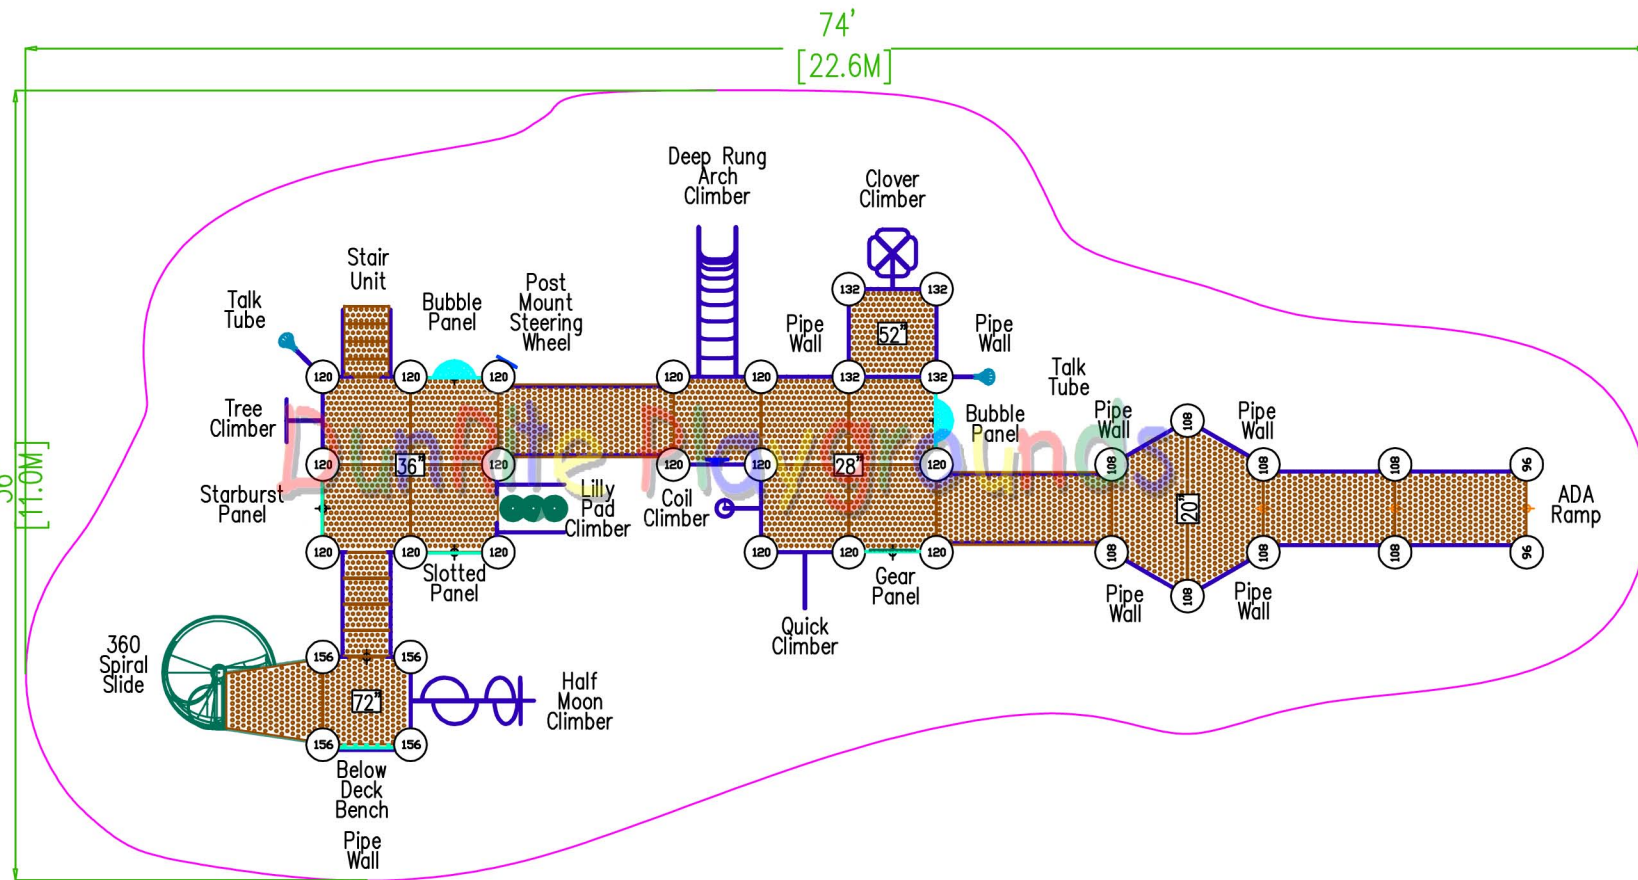 74'
[22.6M]
[11.0M]
Deep Rung
Arch
Climber
Clover
Climber
Stair
Unit
Talk
Tube
Bubble
Panel
Post
Mount
Steering
Wheel
132
132
52"
Pipe
Wall
Pipe
Wall
Talk
Tube
120
120
120
120
120
132
132
Tree
Climber
Bubble
Panel
Pipe
Wall
Pipe
Wall
108
DunRite Playgrounds
120
36"
120
120
120
28"
120
108
108
108
96
Starburst
Panel
Lilly
Pad
Climber
Coil
Climber
20"
ADA
Ramp
120
120
120
120
120
120
108
108
108
96
Slotted
Panel
Gear
Panel
Pipe
Wall
Pipe
Wall
108
Quick
Climber
360
Spiral
Slide
156
156
72"
Half
Moon
Climber
156
156
Below
Deck
Bench
Pipe
Wall